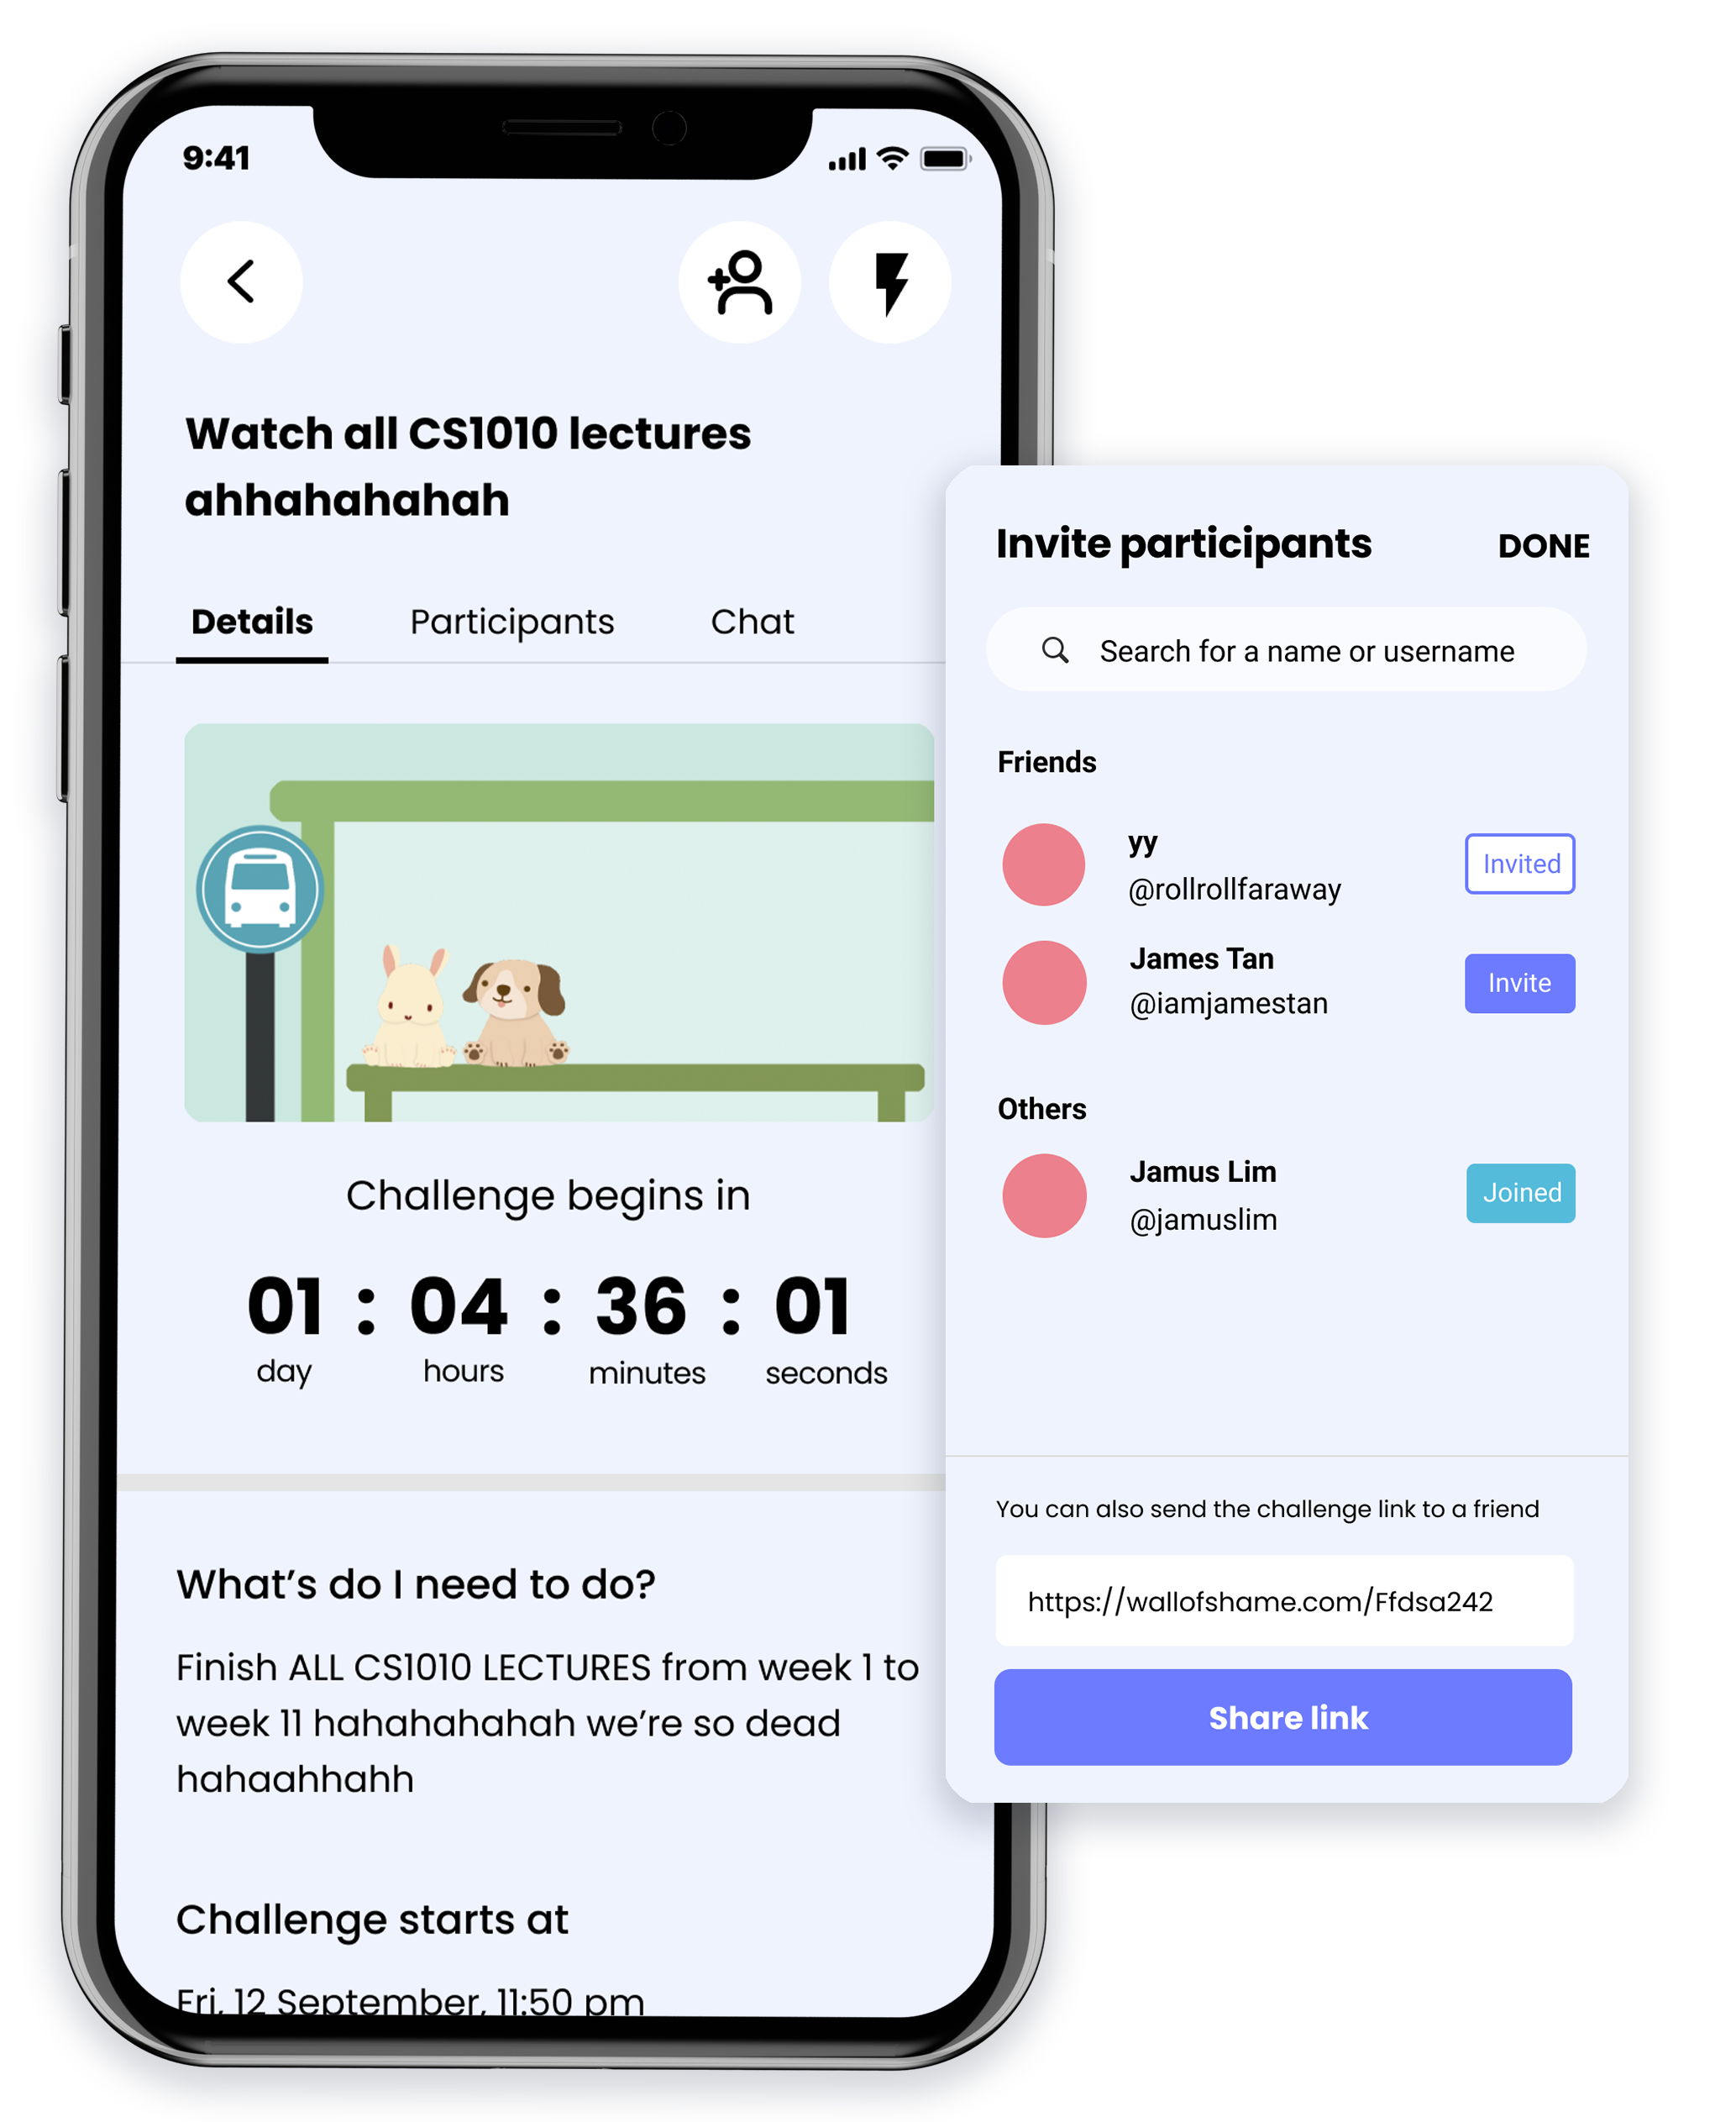 9:41
Watch all CS1010 lectures
ahhahahahah
Details Participants Chat
Challenge begins in
01 : 04 : 36 : 01
day hours minutes seconds
What's do I need to do?
Finish ALL CS1010 LECTURES from week 1 to
week 11 hahahahahah we're so dead
hahaahhahh
Challenge starts at
Fri, 12 September, 11:50 pm
Invite participants DONE
Search for a name or username
Friends
yy
@rollrollfaraway
Invited
James Tan
@iamjamestan
Invite
Others
Jamus Lim
@jamuslim
Joined
You can also send the challenge link to a friend
https://wallofshame.com/Ffdsa242
Share link